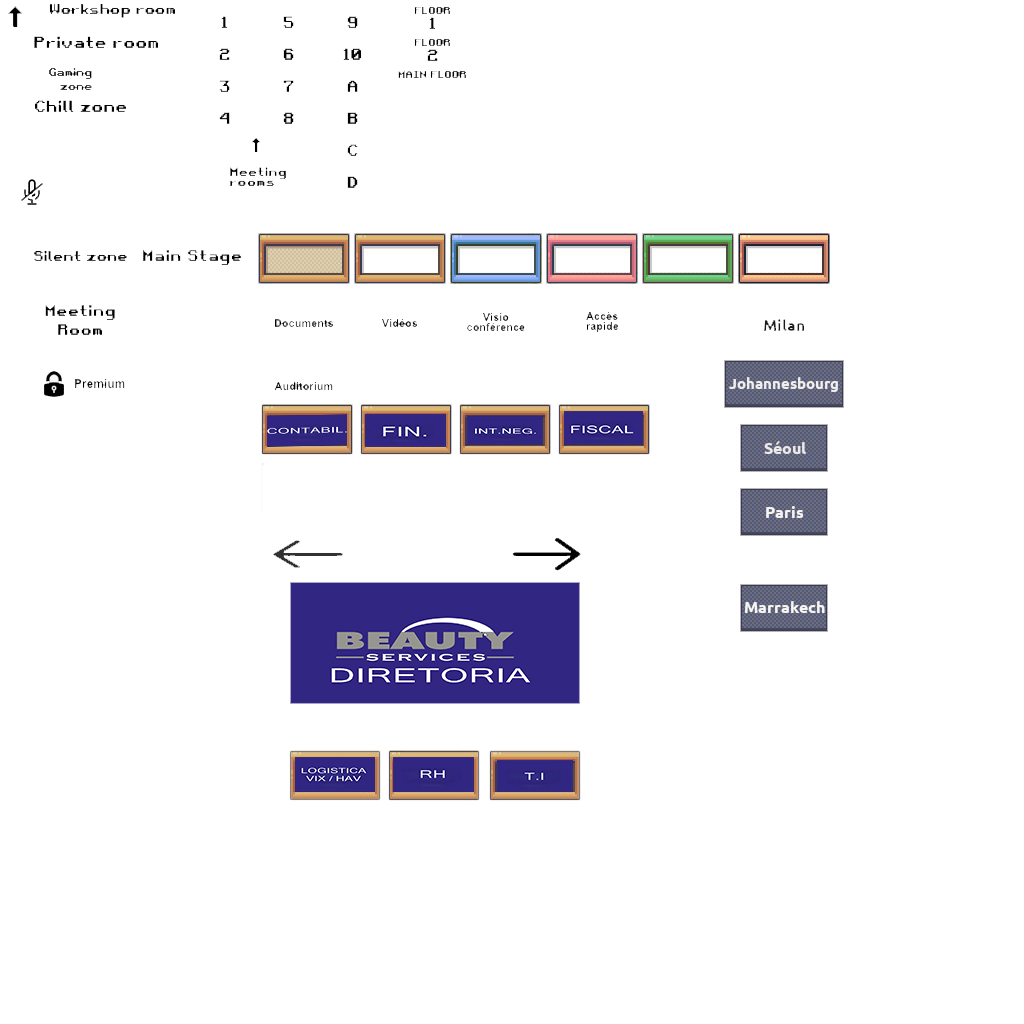 Workshop room
1 5 9
FLOOR
1
Private room
2 6 10
FLOOR
2
Gaming
zone
3 7 A
MAIN FLOOR
Chill zone
4 8 B
C
Meeting
rooms
D
Silent zone
Main Stage
Meeting
Room
Documents
Vidéos
Visio
conférence
Accès
rapide
Milan
Premium
Auditorium
Johannesbourg
CONTABIL.
FIN.
INT.NEG.
FISCAL
Séoul
Paris
Marrakech
BEAUTY
SERVICES
DIRETORIA
LOGISTICA
VIX / HAV
RH
T.I